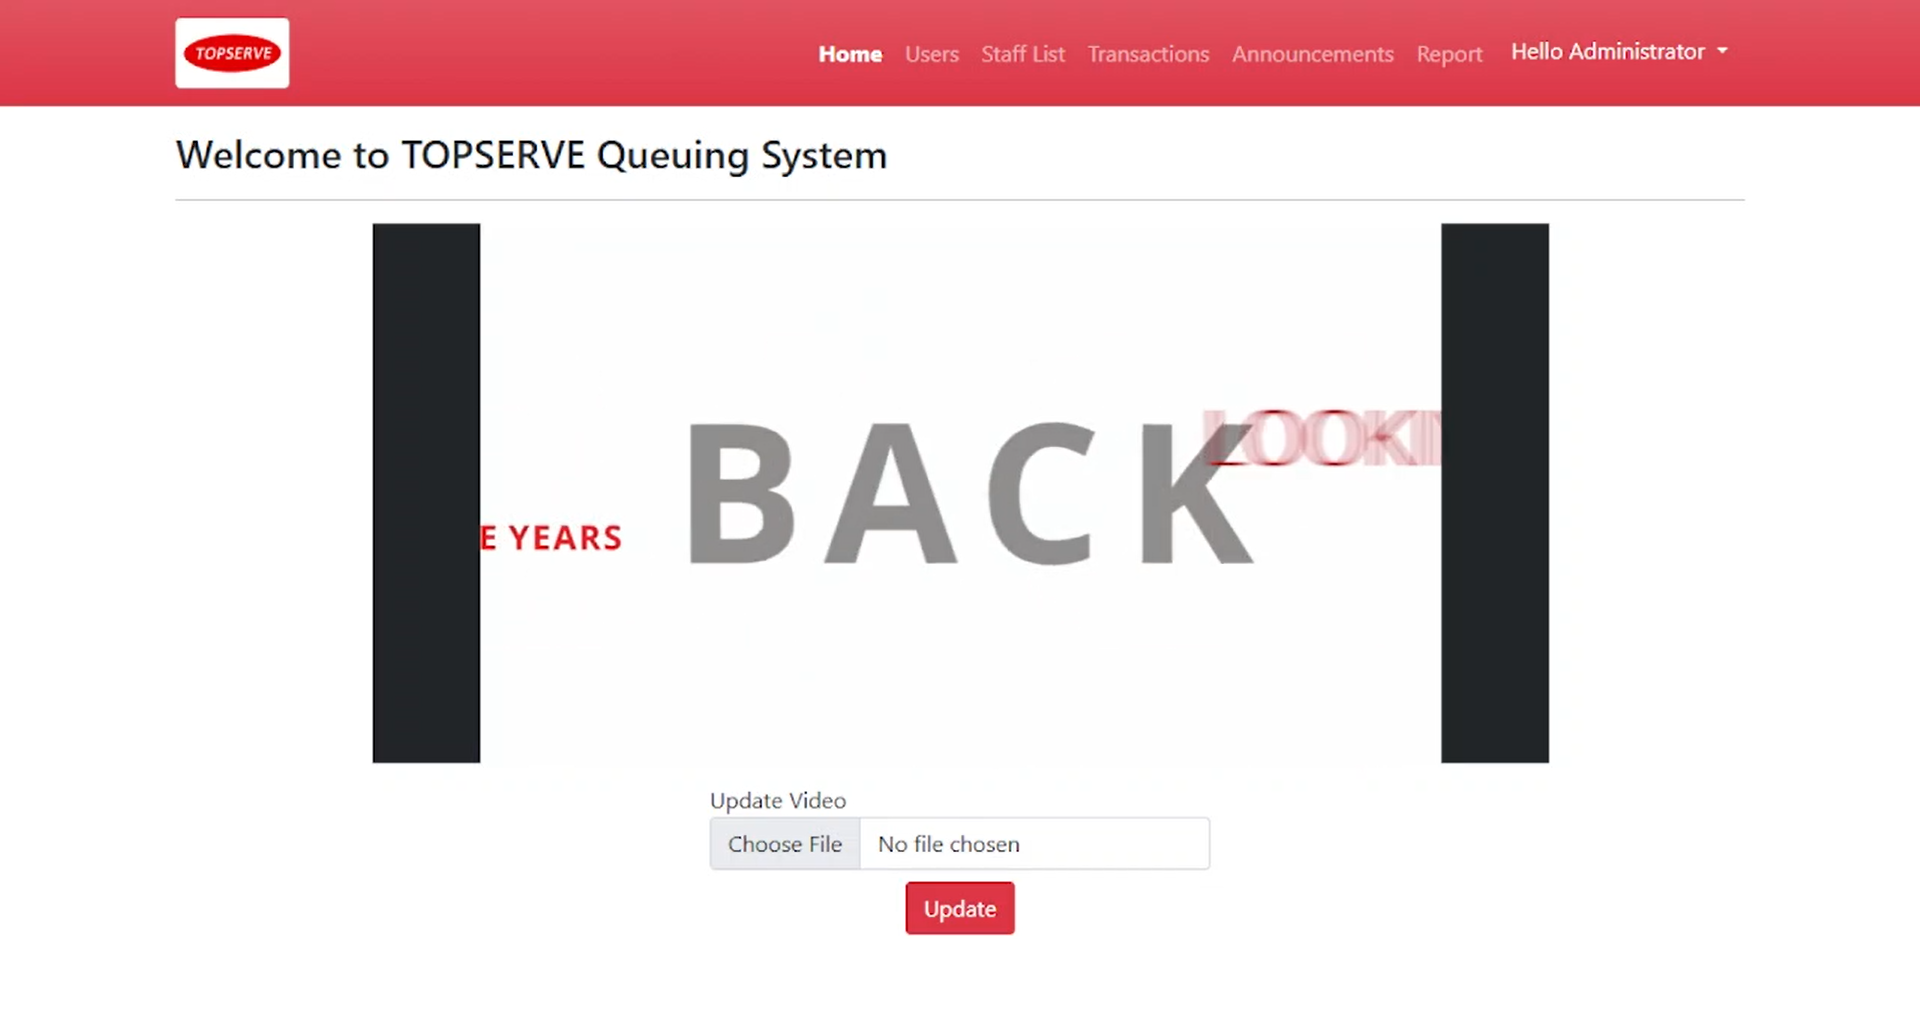 TOPSERVE
Home Users Staff List Transactions Announcements Report Hello Administrator
Welcome to TOPSERVE Queuing System
LOOKI
BACK
E YEARS
Update Video
Choose File No file chosen
Update